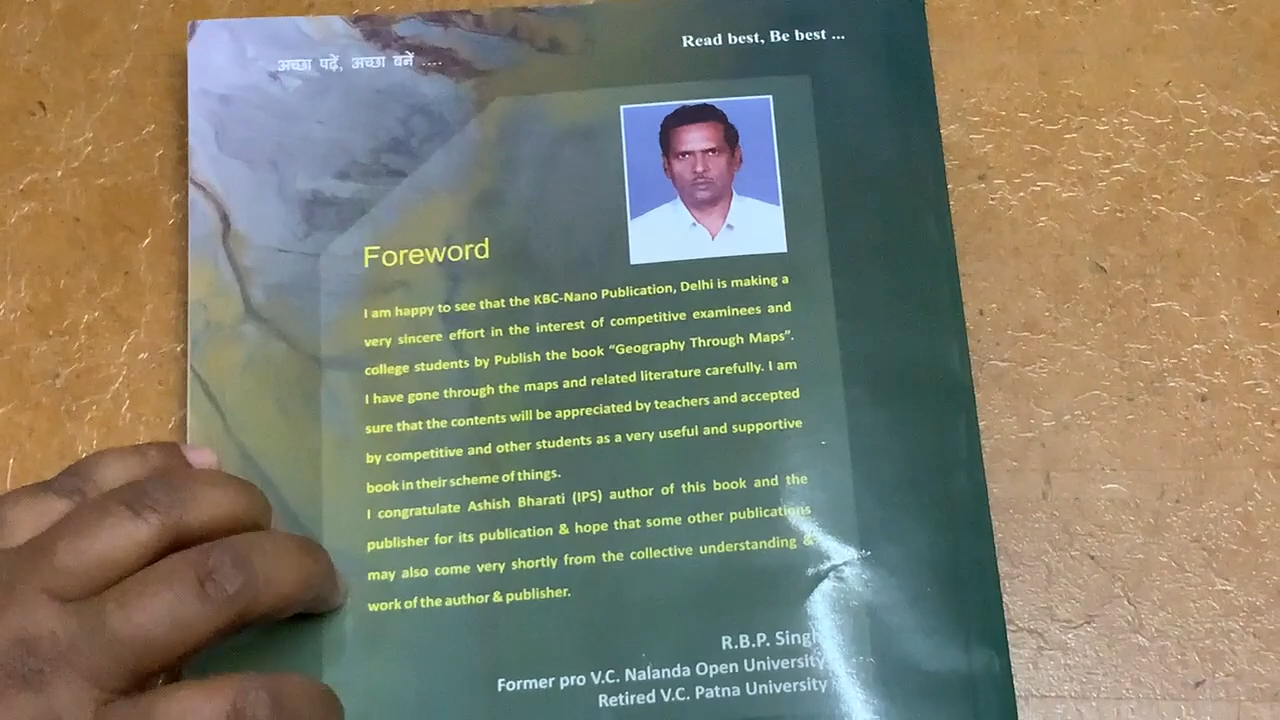 अच्छा पढ़ें, अच्छा बनें ....
Read best, Be best ...
Foreword
I am happy to see that the KBC-Nano Publication, Delhi is making a
very sincere effort in the interest of competitive examinees and
college students by Publish the book “Geography Through Maps”.
I have gone through the maps and related literature carefully. I am
sure that the contents will be appreciated by teachers and accepted
by competitive and other students as a very useful and supportive
book in their scheme of things.
I congratulate Ashish Bharati (IPS) author of this book and the
publisher for its publication & hope that some other publications
may also come very shortly from the collective understanding &
work of the author & publisher.
R.B.P. Singh
Former pro V.C. Nalanda Open University
Retired V.C. Patna University